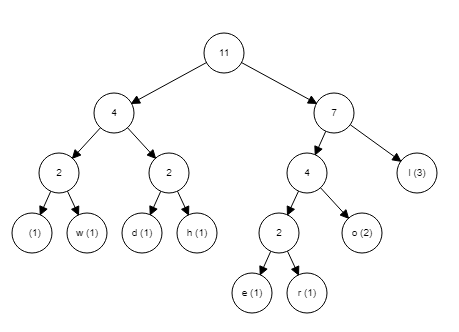 11
4
7
2
2
4
l (3)
(1)
w (1)
d (1)
h (1)
2
o (2)
e (1)
r (1)